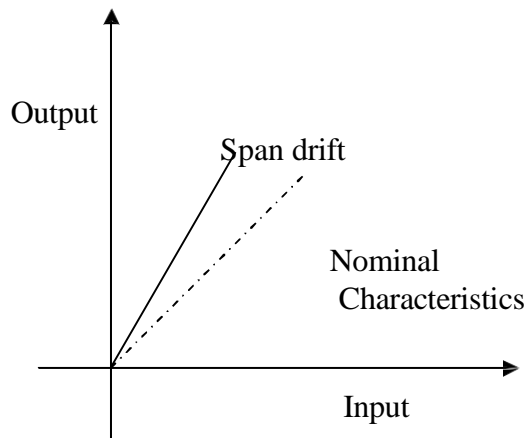 Output
Span drift
Nominal
Characteristics
Input